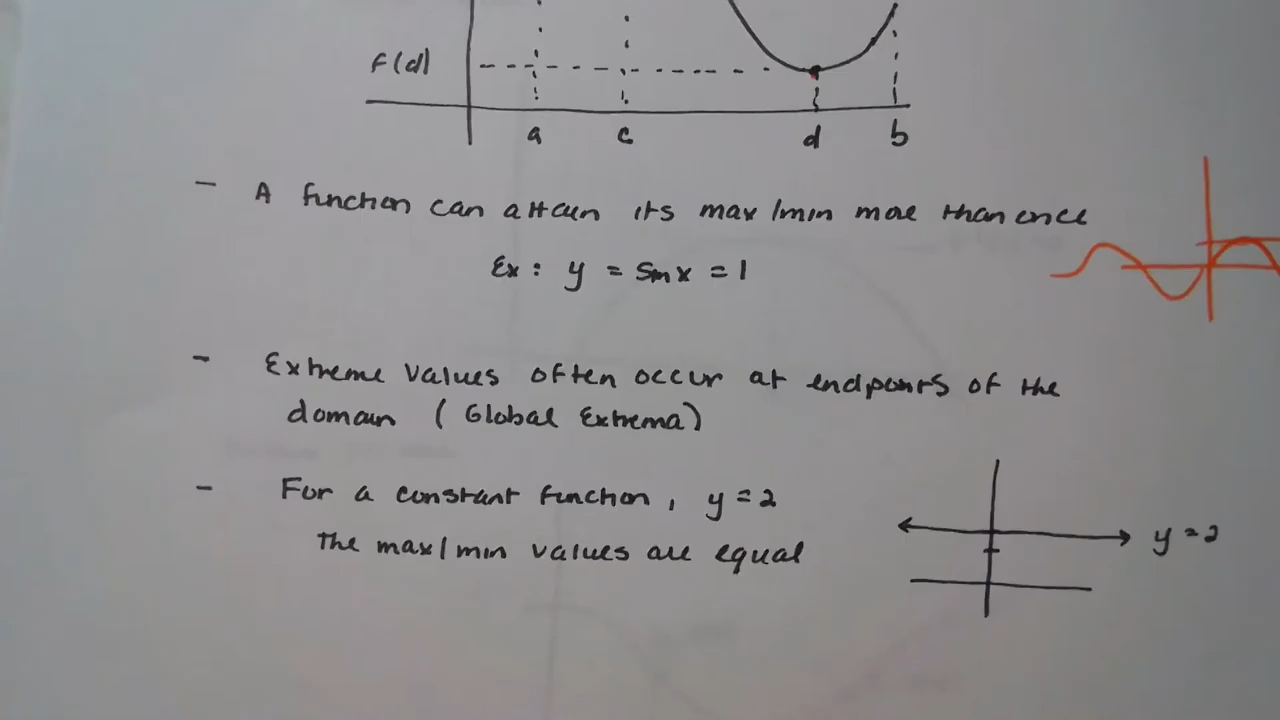 f(d)
a c d b
- A function can attain its max/min more than once
Ex: y = sinx = 1
- Extreme values often occur at endpoints of the
domain (Global Extrema)
- For a constant function, y = 2
The max/min values are equal
y = 2